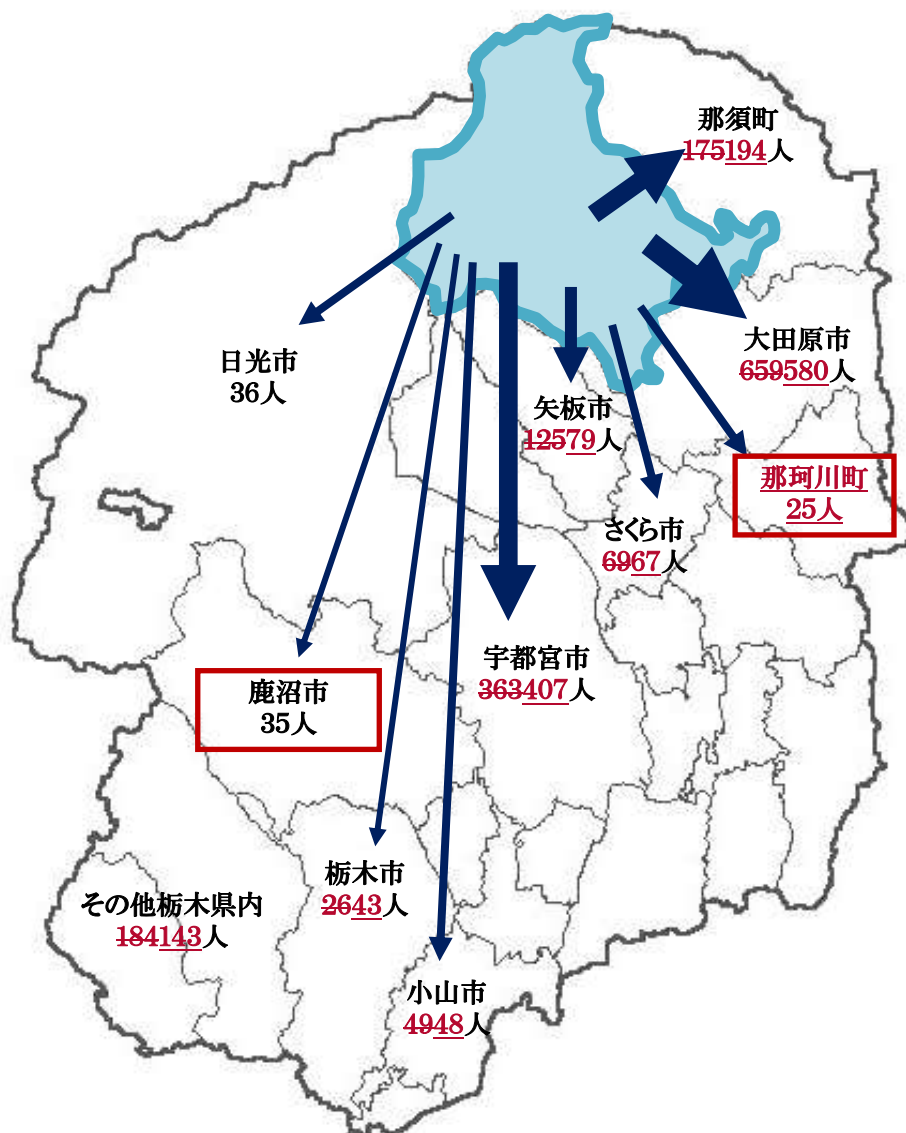 那須町
175194人
大田原市
659580人
日光市
36人
矢板市
12579人
那珂川町
25人
さくら市
6967人
宇都宮市
363407人
鹿沼市
35人
栃木市
2643人
その他栃木県内
184143人
小山市
4948人